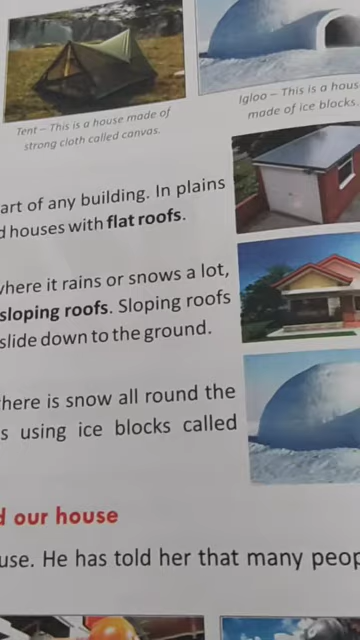 Tent – This is a house made of
strong cloth called canvas.
Igloo – This is a
made of ice blocks.
art of any building. In plains
d houses with flat roofs.
where it rains or snows a lot,
sloping roofs. Sloping roofs
slide down to the ground.
here is snow all round the
s using ice blocks called
d our house
use. He has told her that many